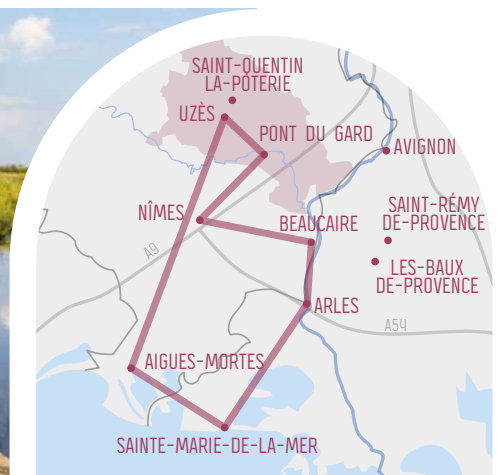 SAINT-QUENTIN
LA-POTERIE
UZÈS
PONT DU GARD
AVIGNON
NÎMES
SAINT-RÉMY
DE-PROVENCE
BEAUCAIRE
A9
LES-BAUX
DE-PROVENCE
ARLES
A54
AIGUES-MORTES
SAINTE-MARIE-DE-LA-MER